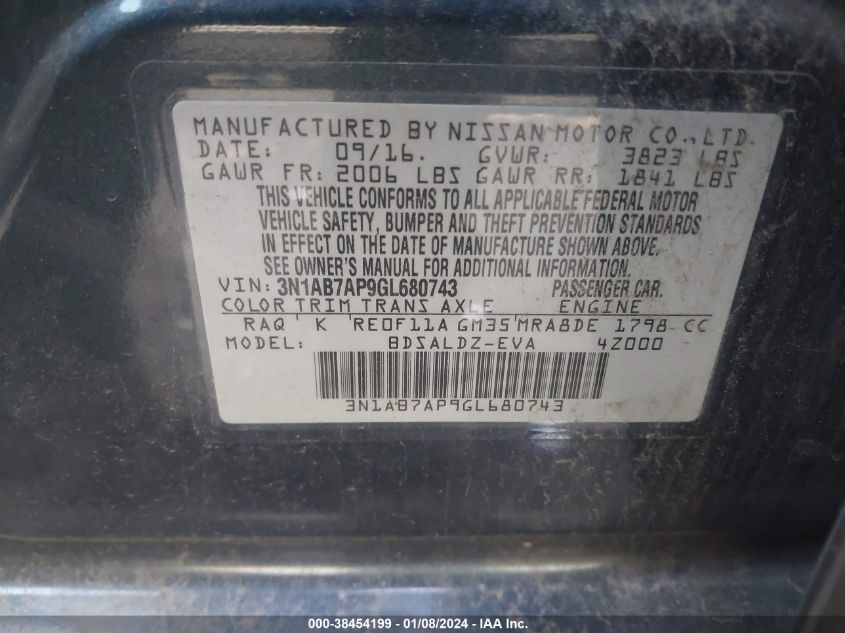 MANUFACTURED BY NISSAN MOTOR CO., LTD.
DATE: 09/16. GVWR: 3823 LBS
GAWR FR: 2006 LBS GAWR RR: 1841 LBS
THIS VEHICLE CONFORMS TO ALL APPLICABLE FEDERAL MOTOR
VEHICLE SAFETY, BUMPER AND THEFT PREVENTION STANDARDS
IN EFFECT ON THE DATE OF MANUFACTURE SHOWN ABOVE.
SEE OWNER'S MANUAL FOR ADDITIONAL INFORMATION.
VIN: 3N1AB7AP9GL680743 PASSENGER CAR.
COLOR TRIM TRANS AXLE ENGINE
RAQ K RE0F11A GM35 MRA8DE 1798 CC
MODEL: BDSALDZ-EVA 4Z000
3N1AB7AP9GL680743
000-38454199 - 01/08/2024 - IAA Inc.